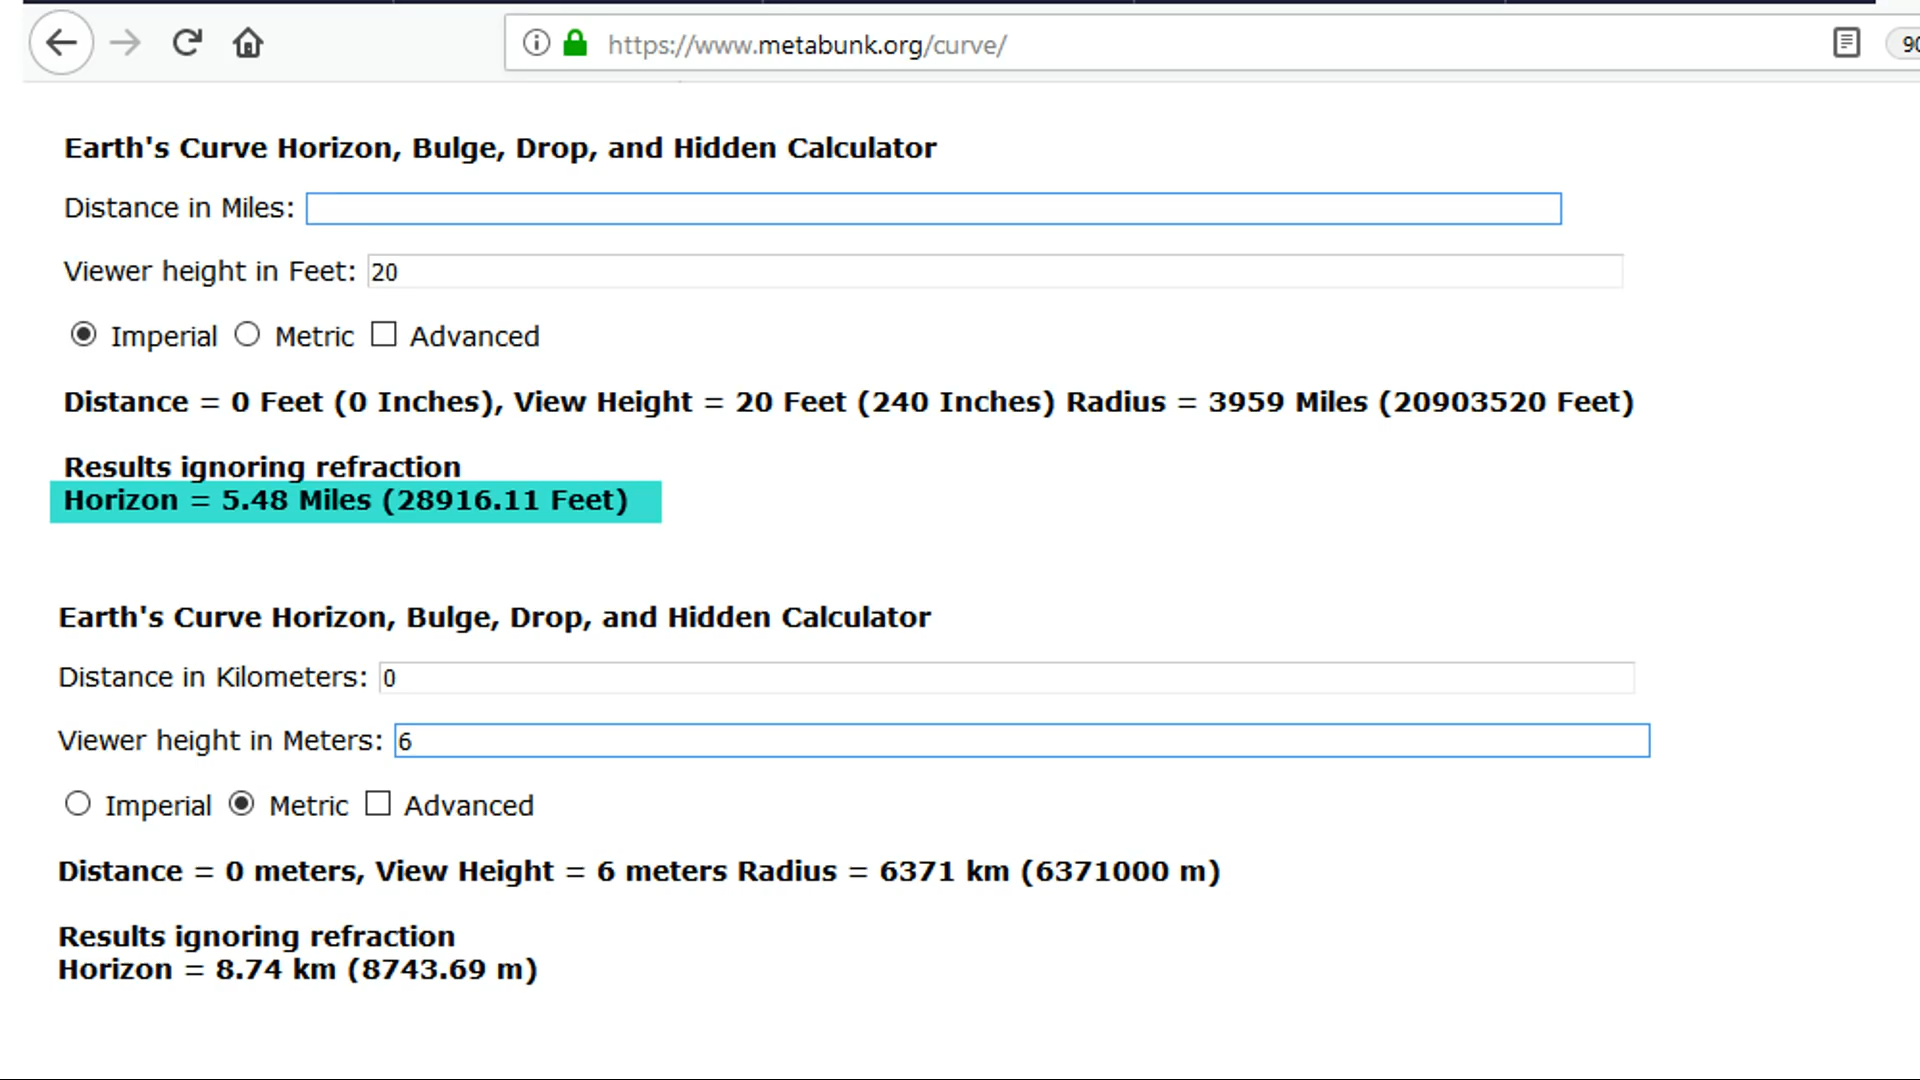 https://www.metabunk.org/curve/
90
Earth's Curve Horizon, Bulge, Drop, and Hidden Calculator
Distance in Miles:
Viewer height in Feet: 20
Imperial Metric Advanced
Distance = 0 Feet (0 Inches), View Height = 20 Feet (240 Inches) Radius = 3959 Miles (20903520 Feet)
Results ignoring refraction
Horizon = 5.48 Miles (28916.11 Feet)
Earth's Curve Horizon, Bulge, Drop, and Hidden Calculator
Distance in Kilometers: 0
Viewer height in Meters: 6
Imperial Metric Advanced
Distance = 0 meters, View Height = 6 meters Radius = 6371 km (6371000 m)
Results ignoring refraction
Horizon = 8.74 km (8743.69 m)